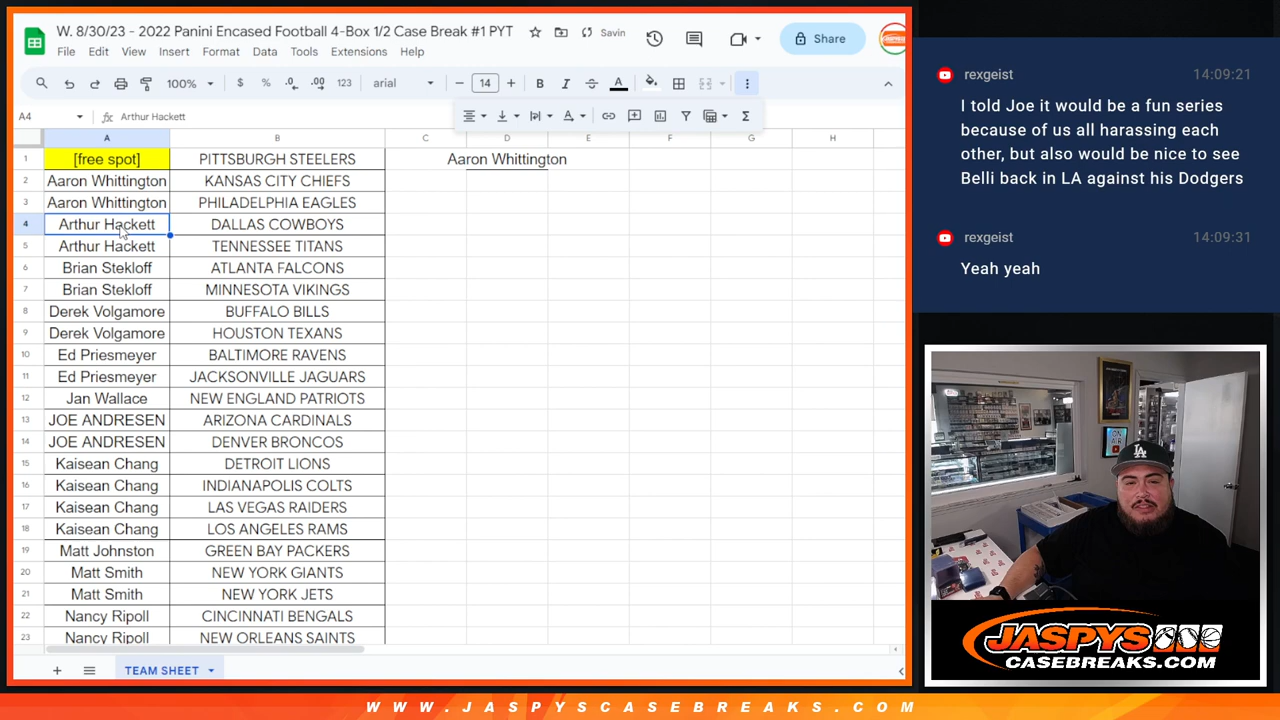 W. 8/30/23 - 2022 Panini Encased Football 4-Box 1/2 Case Break #1 PYT
Savin
Share
File Edit View Insert Format Data Tools Extensions Help
100% $ % .0 .00 123 arial 14 B I S A
A4 fx Arthur Hackett
A B C D E F G H
1 [free spot] PITTSBURGH STEELERS Aaron Whittington
2 Aaron Whittington KANSAS CITY CHIEFS
3 Aaron Whittington PHILADELPHIA EAGLES
4 Arthur Hackett DALLAS COWBOYS
5 Arthur Hackett TENNESSEE TITANS
6 Brian Stekloff ATLANTA FALCONS
7 Brian Stekloff MINNESOTA VIKINGS
8 Derek Volgamore BUFFALO BILLS
9 Derek Volgamore HOUSTON TEXANS
10 Ed Priesmeyer BALTIMORE RAVENS
11 Ed Priesmeyer JACKSONVILLE JAGUARS
12 Jan Wallace NEW ENGLAND PATRIOTS
13 JOE ANDRESEN ARIZONA CARDINALS
14 JOE ANDRESEN DENVER BRONCOS
15 Kaisean Chang DETROIT LIONS
16 Kaisean Chang INDIANAPOLIS COLTS
17 Kaisean Chang LAS VEGAS RAIDERS
18 Kaisean Chang LOS ANGELES RAMS
19 Matt Johnston GREEN BAY PACKERS
20 Matt Smith NEW YORK GIANTS
21 Matt Smith NEW YORK JETS
22 Nancy Ripoll CINCINNATI BENGALS
23 Nancy Ripoll NEW ORLEANS SAINTS
TEAM SHEET
rexgeist 14:09:21
I told Joe it would be a fun series
because of us all harassing each
other, but also would be nice to see
Belli back in LA against his Dodgers
rexgeist 14:09:31
Yeah yeah
ON
AIR
LA
JASPYS
CASEBREAKS.COM
WWW.JASPYSCASEBREAKS.COM